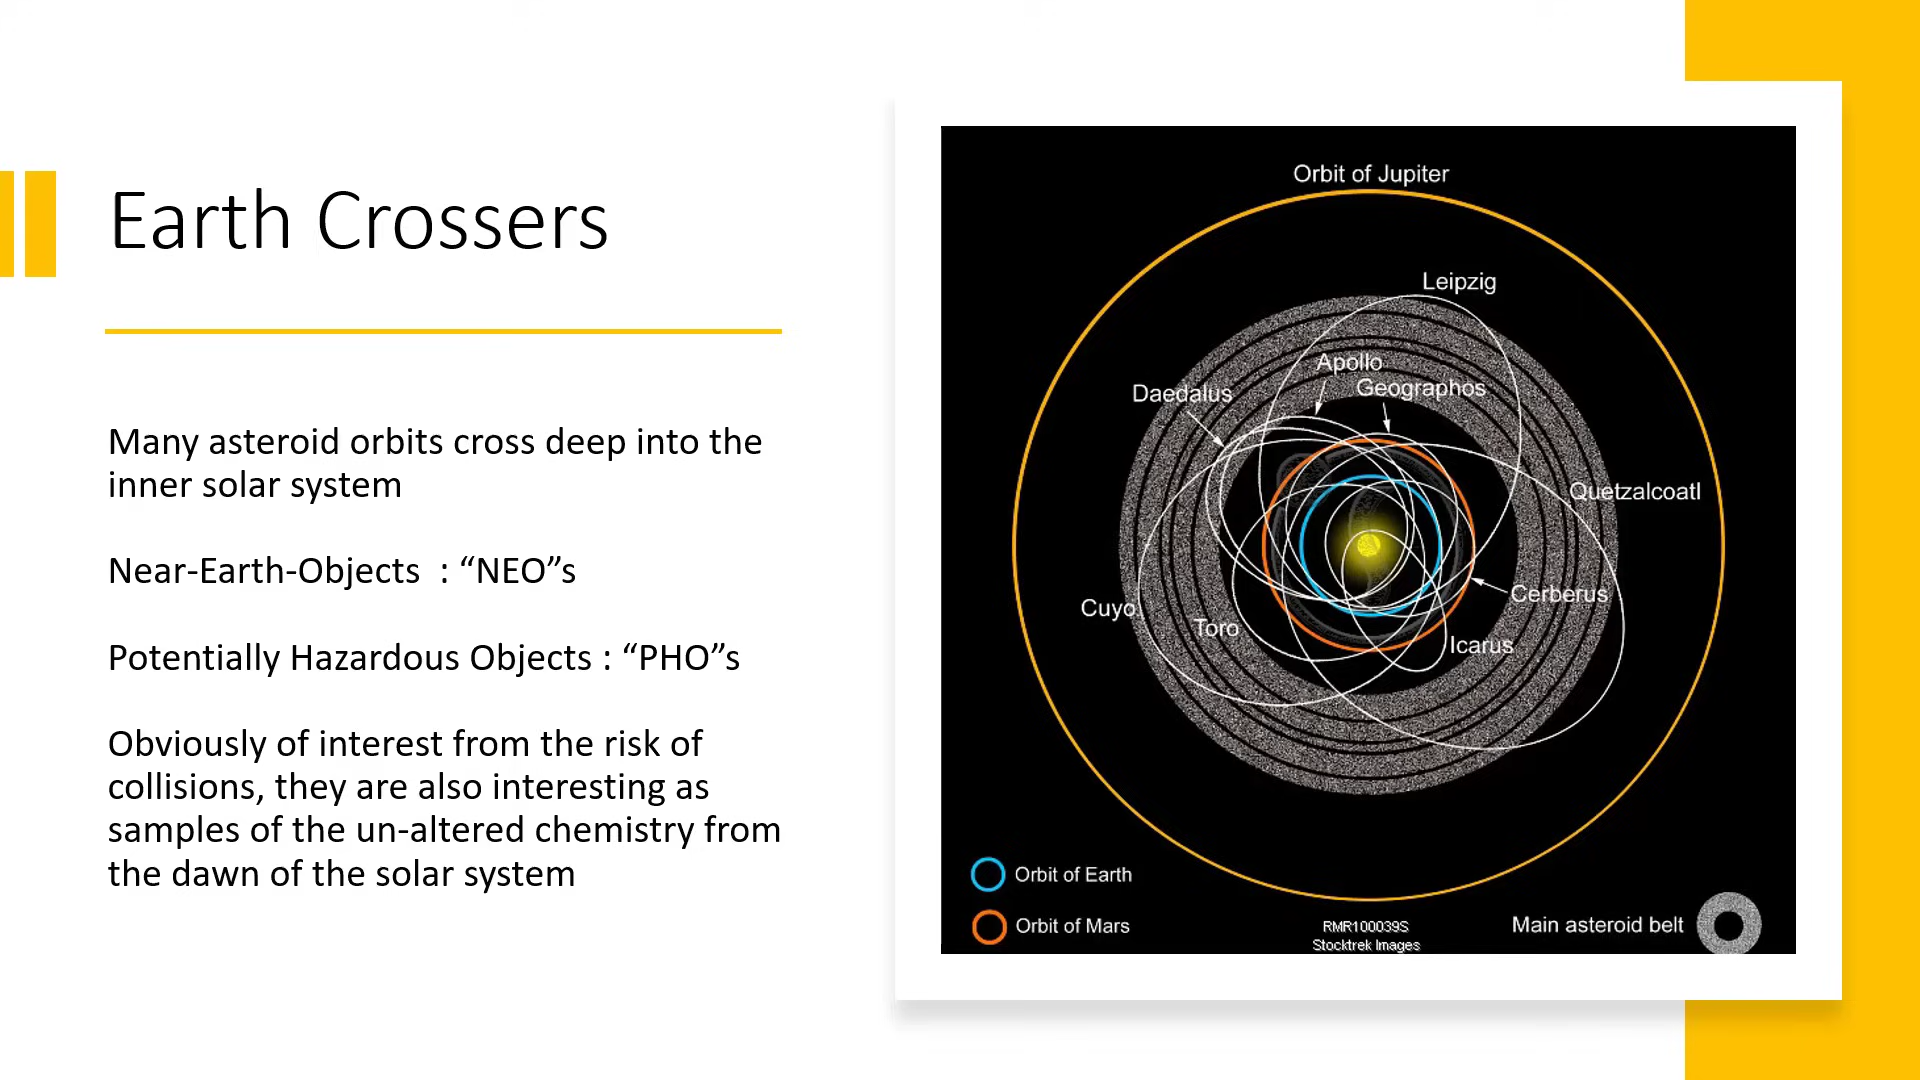 Earth Crossers
Many asteroid orbits cross deep into the
inner solar system
Near-Earth-Objects  : “NEO”s
Potentially Hazardous Objects : “PHO”s
Obviously of interest from the risk of
collisions, they are also interesting as
samples of the un-altered chemistry from
the dawn of the solar system
Orbit of Jupiter
Leipzig
Apollo
Geographos
Daedalus
Quetzalcoatl
Cerberus
Cuyo
Toro
Icarus
Orbit of Earth
Orbit of Mars
RMR100039S
Stocktrek Images
Main asteroid belt